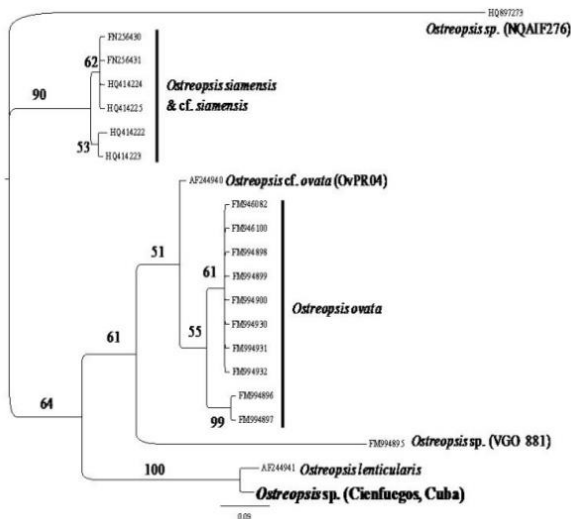 HQ897273
Ostreopsis sp. (NQAIF276)
FN256430
62
FN256431
Ostreopsis siamensis
HQ414224
& cf. siamensis
90
HQ414225
HQ414222
53
HQ414223
AF244940 Ostreopsis cf. ovata (OvPR04)
FM946082
FM946100
51
FM994898
61
FM994899
FM994900
Ostreopsis ovata
FM994930
55
61
FM994931
FM994932
FM994896
64
99
FM994897
FM994895 Ostreopsis sp. (VGO 881)
100
AF244941 Ostreopsis lenticularis
Ostreopsis sp. (Cienfuegos, Cuba)
0.09